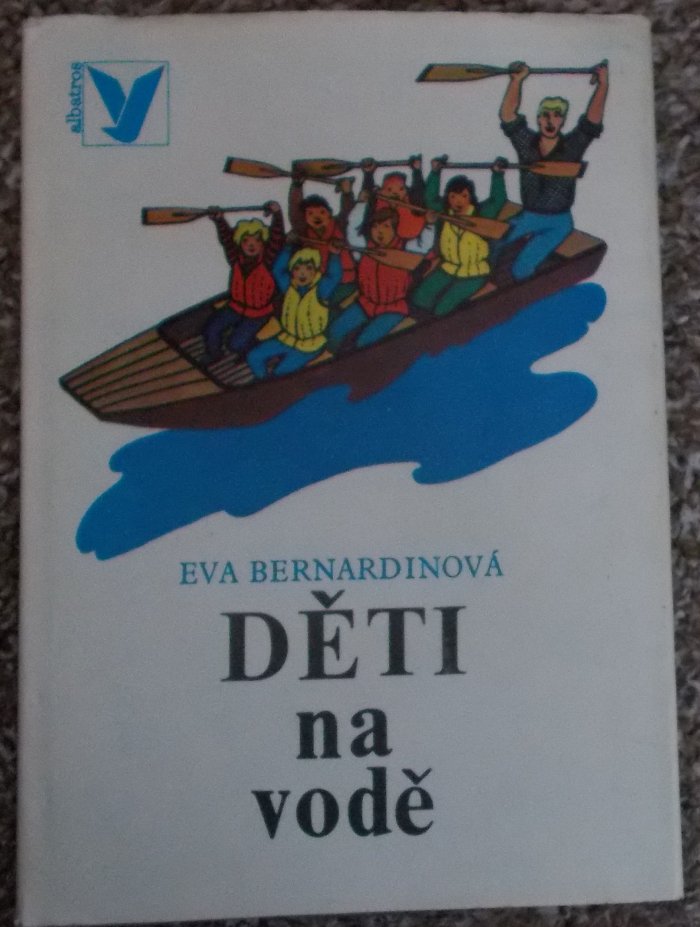 albatros
EVA BERNARDINOVÁ
DĚTI
na
vodě